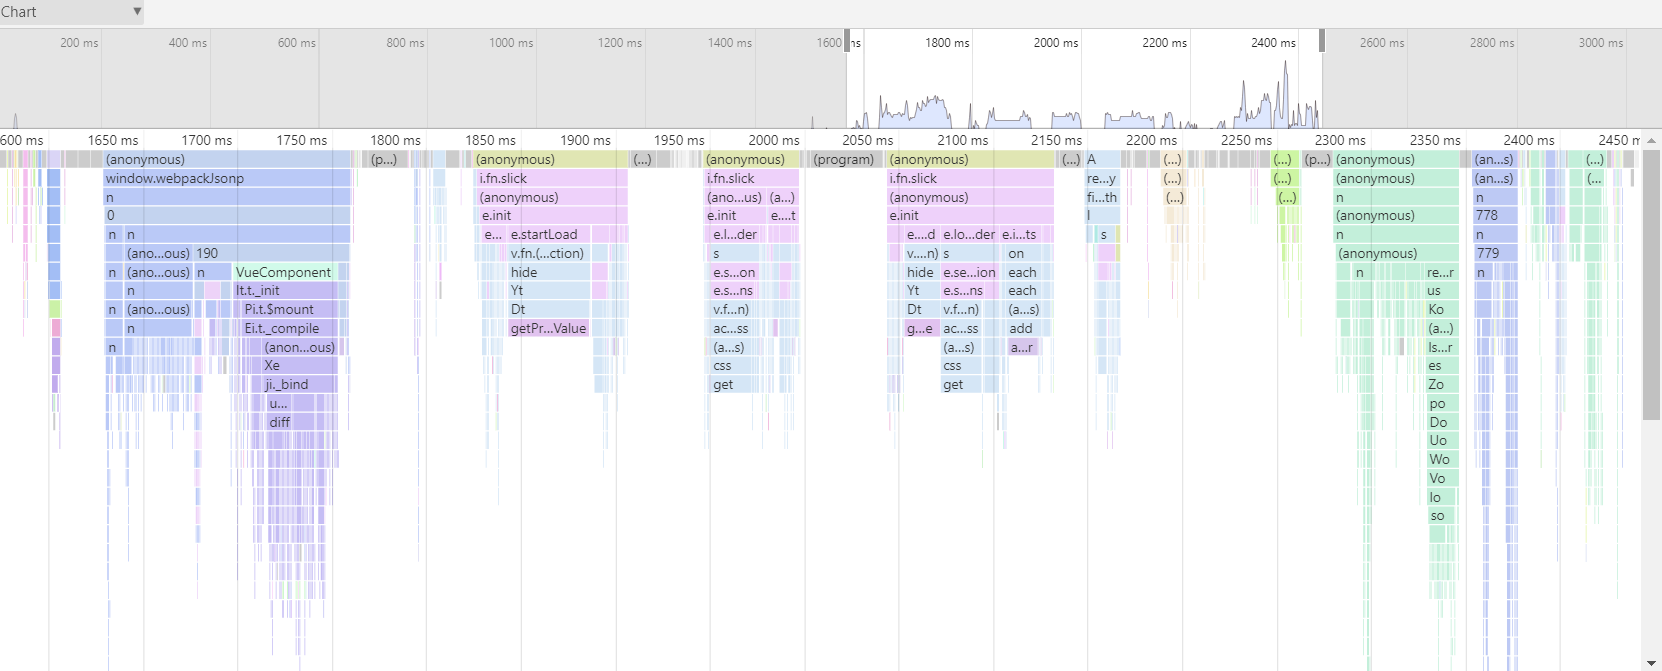 Chart ▼
200 ms 400 ms 600 ms 800 ms 1000 ms 1200 ms 1400 ms 1600 ms 1800 ms 2000 ms 2200 ms 2400 ms 2600 ms 2800 ms 3000 ms
600 ms 1650 ms 1700 ms 1750 ms 1800 ms 1850 ms 1900 ms 1950 ms 2000 ms 2050 ms 2100 ms 2150 ms 2200 ms 2250 ms 2300 ms 2350 ms 2400 ms 2450 r
(anonymous) (p...) (anonymous) (...) (anonymous) (program) (anonymous) (...) A (...) (...) (p...) (anonymous) (an...s) (...)
window.webpackJsonp i.fn.slick i.fn.slick i.fn.slick re...y (...) (...) (anonymous) (an...s) (...
n (anonymous) (ano...us) (a...) (anonymous) fi...th (...) (...) n n
0 e.init e.init e....t e.init l (anonymous) 778
n n e... e.startLoad e.l...der e....d e.lo...der e.i...ts s n n
(ano...ous) 190 v.fn.(...ction) s v....n) s on (anonymous) 779
n (ano...ous) n VueComponent hide e.s...on hide e.se...ion each n re...r n
n lt.t._init Yt e.s...ns Yt e.s...ns each us
n (ano...ous) Pi.t.$mount Dt v.f...n) Dt v.f...n) (a...s) Ko
n Ei.t._compile getPr...Value ac...ss g...e ac...ss add (a...)
n (anon...ous) (a...s) (a...s) a...r ls...r
Xe css css es
ji._bind get get Zo
u... po
diff Do
Uo
Wo
Vo
Io
so